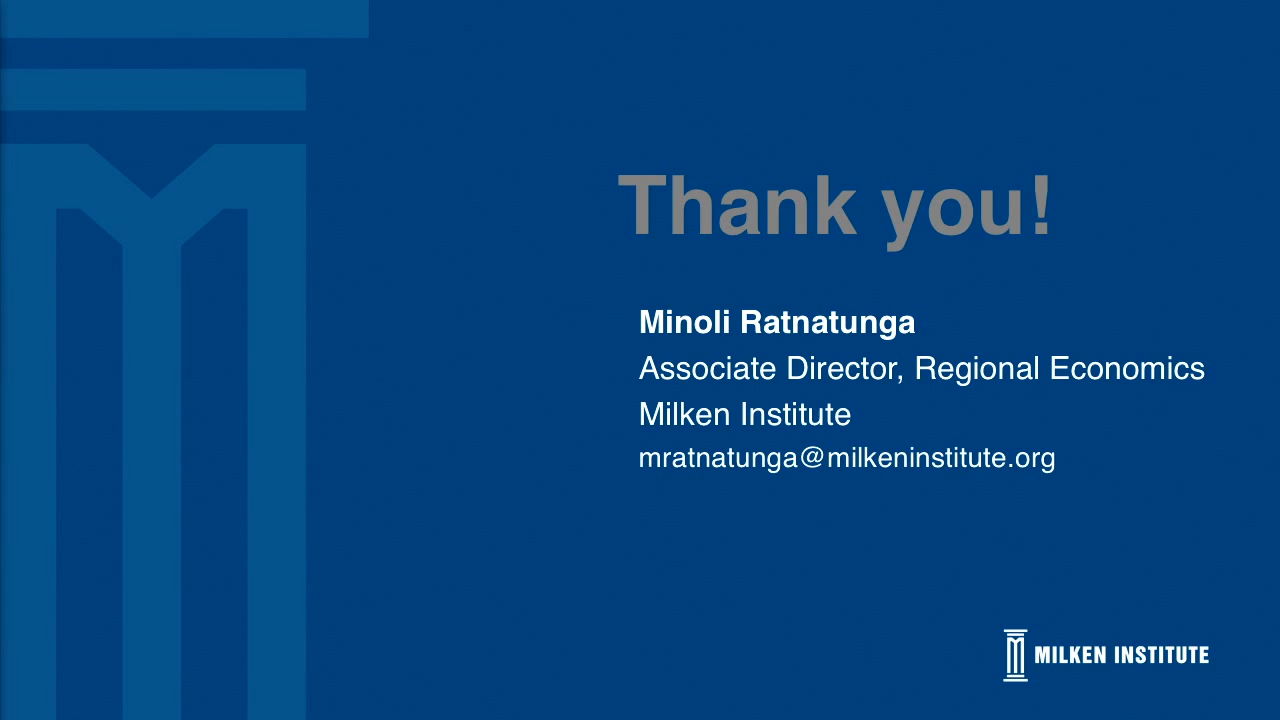 Thank you!
Minoli Ratnatunga
Associate Director, Regional Economics
Milken Institute
mratnatunga@milkeninstitute.org
MILKEN INSTITUTE